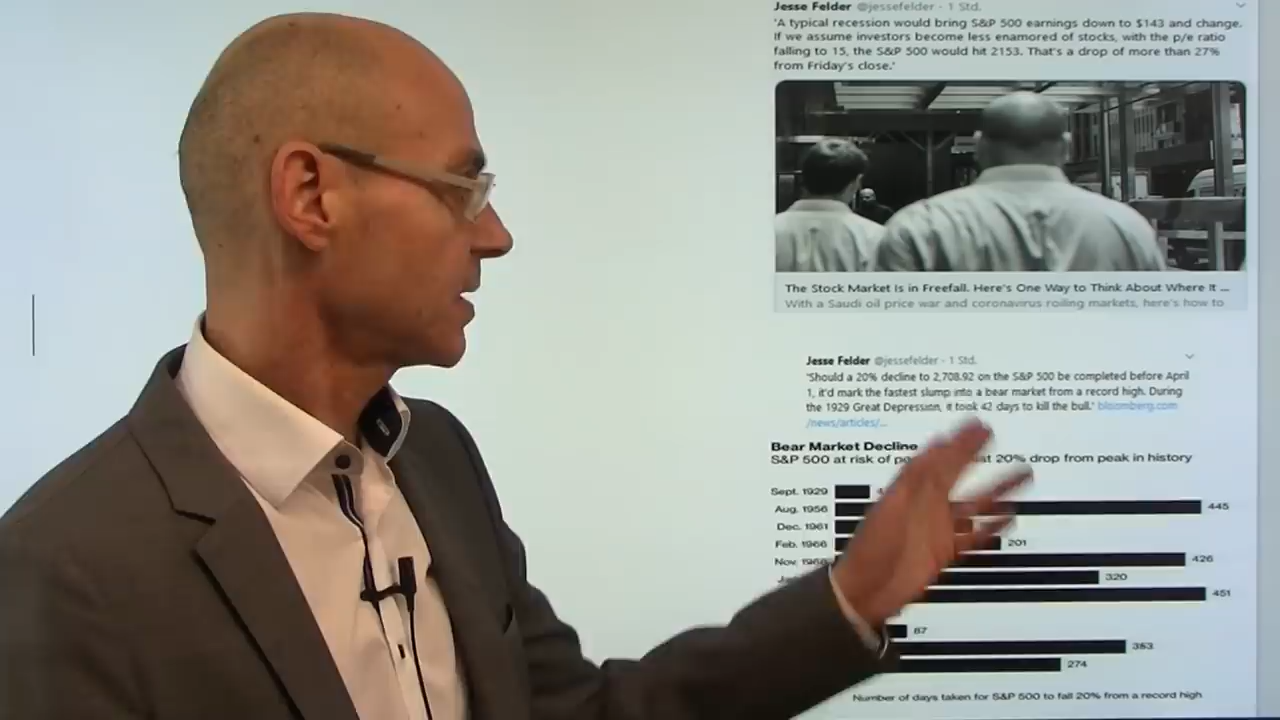 Jesse Felder @jessefelder · 1 Std.
'A typical recession would bring S&P 500 earnings down to $143 and change.
If we assume investors become less enamored of stocks, with the p/e ratio
falling to 15, the S&P 500 would hit 2153. That's a drop of more than 27%
from Friday's close.'
The Stock Market Is in Freefall. Here's One Way to Think About Where It ...
With a Saudi oil price war and coronavirus roiling markets, here's how to
Jesse Felder @jessefelder · 1 Std.
'Should a 20% decline to 2,708.92 on the S&P 500 be completed before April
1, it'd mark the fastest slump into a bear market from a record high. During
the 1929 Great Depression, it took 42 days to kill the bull.' bloomberg.com
/news/articles/...
Bear Market Decline
S&P 500 at risk of 20% drop from peak in history
Sept. 1929
Aug. 1956 445
Dec. 1961
Feb. 1966 201
Nov. 1968 426
320
451
87
383
274
Number of days taken for S&P 500 to fall 20% from a record high